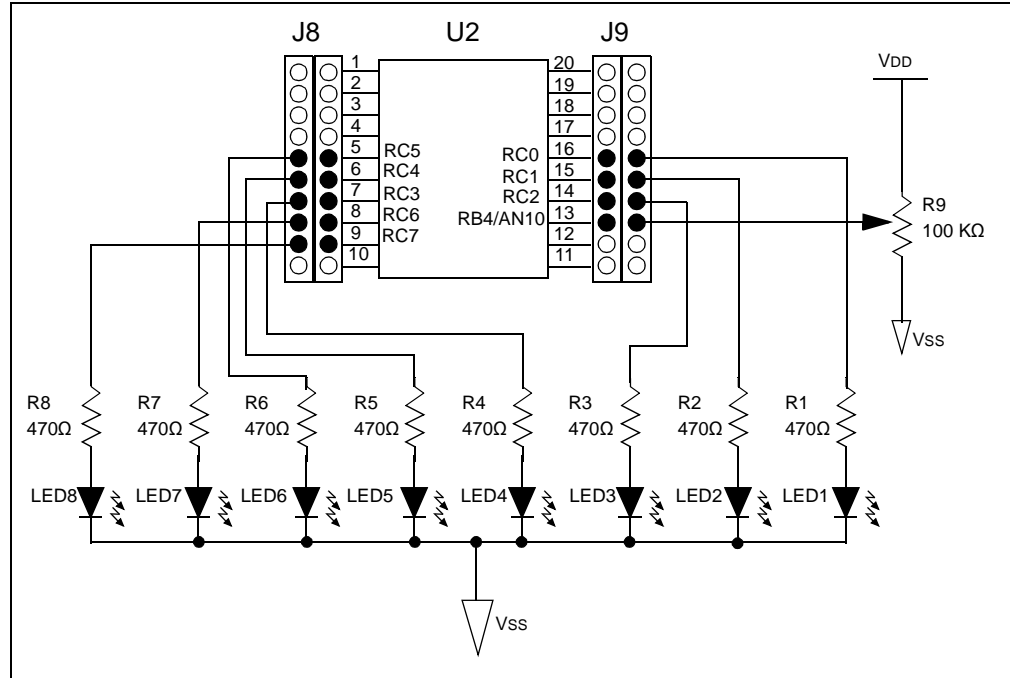 J8 U2 J9
1 20
2 19
3 18
4 17
5 RC5 RC0 16
6 RC4 RC1 15
7 RC3 RC2 14
8 RC6 RB4/AN10 13
9 RC7 12
10 11
VDD
R9
100 KΩ
VSS
R8 R7 R6 R5 R4 R3 R2 R1
470Ω 470Ω 470Ω 470Ω 470Ω 470Ω 470Ω 470Ω
LED8 LED7 LED6 LED5 LED4 LED3 LED2 LED1
VSS